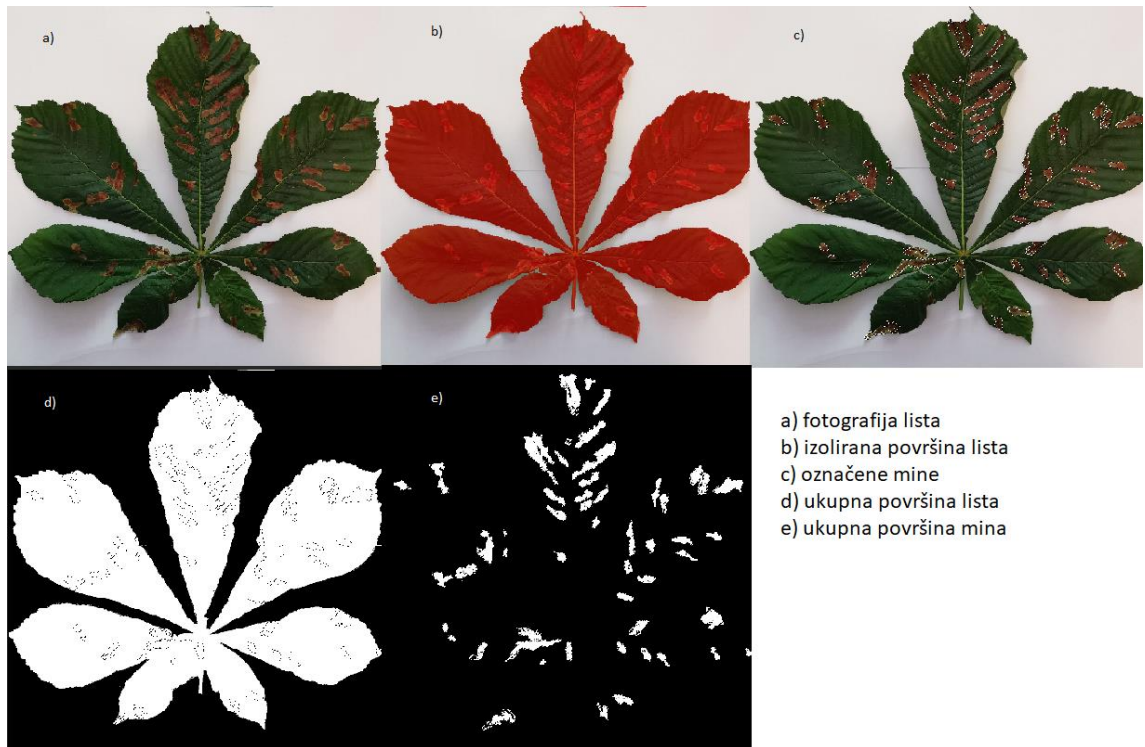 a)
b)
c)
d)
e)
a) fotografija lista
b) izolirana površina lista
c) označene mine
d) ukupna površina lista
e) ukupna površina mina